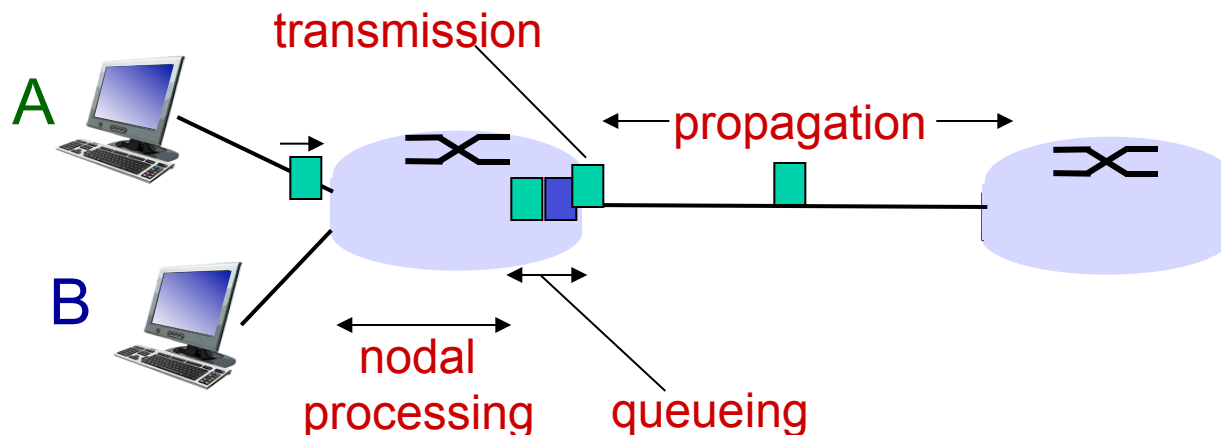 transmission
A
propagation
B
nodal
processing
queueing